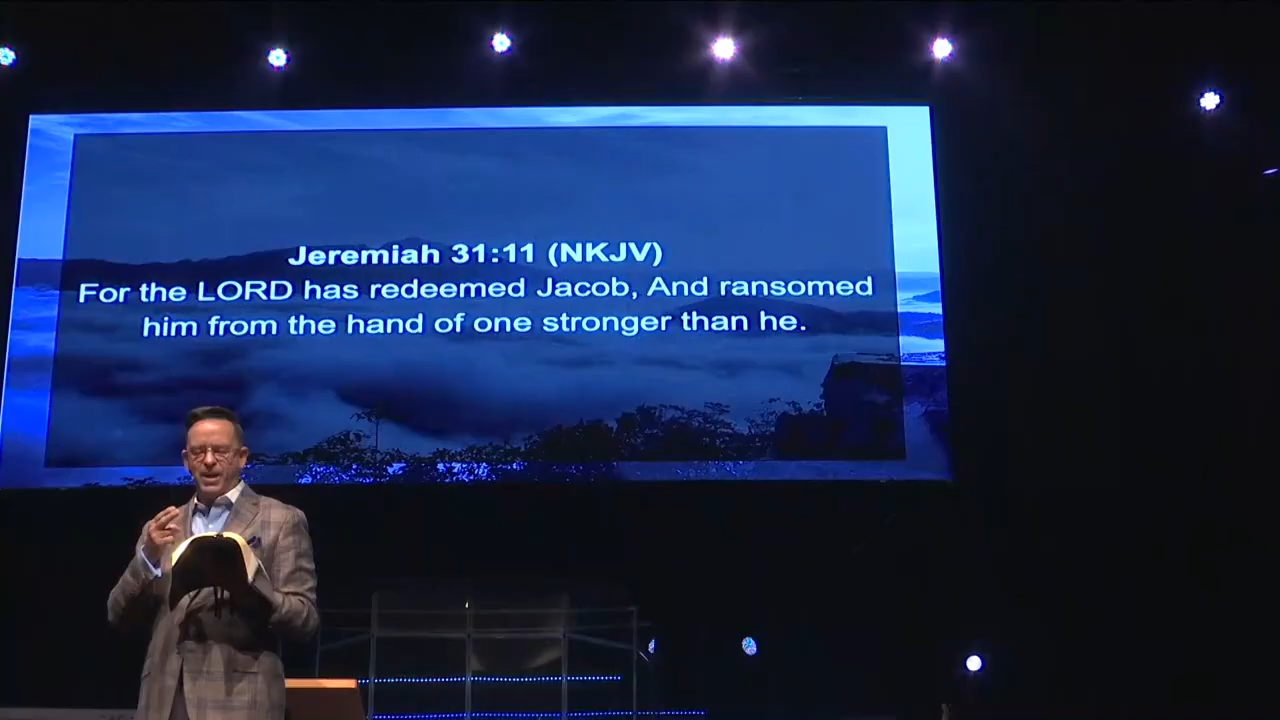 Jeremiah 31:11 (NKJV)
For the LORD has redeemed Jacob, And ransomed
him from the hand of one stronger than he.